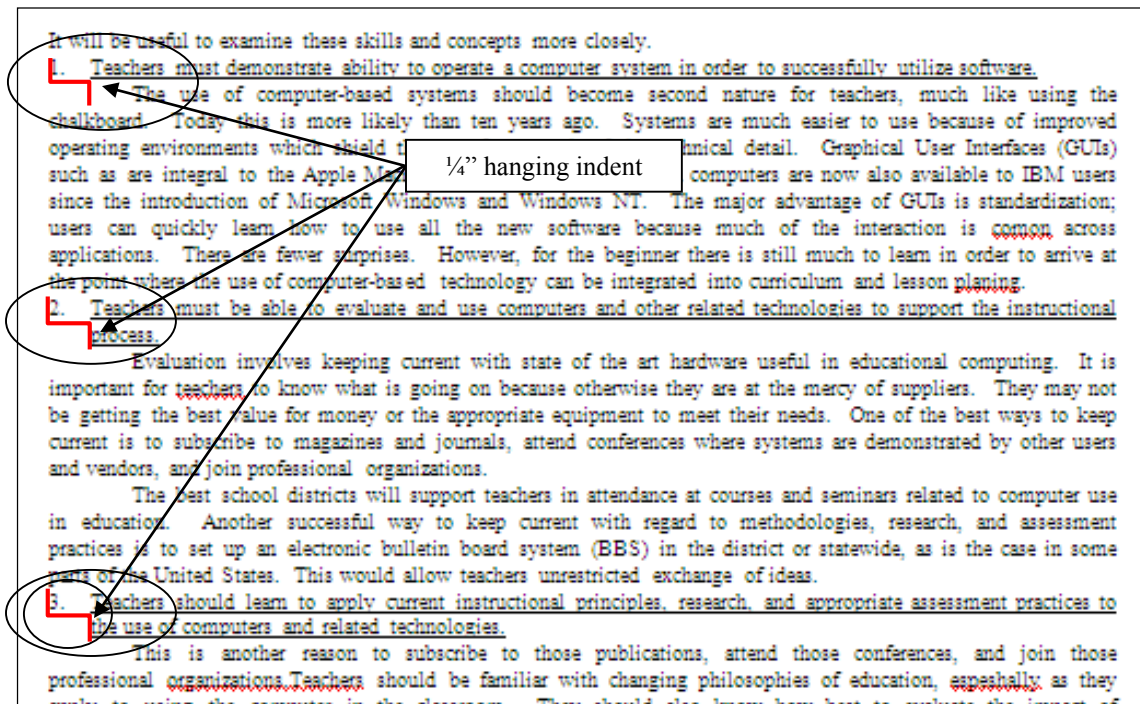 It will be useful to examine these skills and concepts more closely.
1. Teachers must demonstrate ability to operate a computer system in order to successfully utilize software.
The use of computer-based systems should become second nature for teachers, much like using the
chalkboard. Today this is more likely than ten years ago. Systems are much easier to use because of improved
operating environments which shield detail. Graphical User Interfaces (GUIs)
¼” hanging indent
such as are integral to the Apple computers are now also available to IBM users
since the introduction of Microsoft Windows and Windows NT. The major advantage of GUIs is standardization;
users can quickly learn how to use all the new software because much of the interaction is comon across
applications. There are fewer surprises. However, for the beginner there is still much to learn in order to arrive at
the point where the use of computer-based technology can be integrated into curriculum and lesson planing.
2. Teachers must be able to evaluate and use computers and other related technologies to support the instructional
process.
Evaluation involves keeping current with state of the art hardware useful in educational computing. It is
important for teechers to know what is going on because otherwise they are at the mercy of suppliers. They may not
be getting the best value for money or the appropriate equipment to meet their needs. One of the best ways to keep
current is to subscribe to magazines and journals, attend conferences where systems are demonstrated by other users
and vendors, and join professional organizations.
The best school districts will support teachers in attendance at courses and seminars related to computer use
in education. Another successful way to keep current with regard to methodologies, research, and assessment
practices is to set up an electronic bulletin board system (BBS) in the district or statewide, as is the case in some
parts of the United States. This would allow teachers unrestricted exchange of ideas.
3. Teachers should learn to apply current instructional principles, research, and appropriate assessment practices to
the use of computers and related technologies.
This is another reason to subscribe to those publications, attend those conferences, and join those
professional organizations.Teachers should be familiar with changing philosophies of education, espeshally as they
apply to using the computer in the classroom. They should also know how best to evaluate the impact of